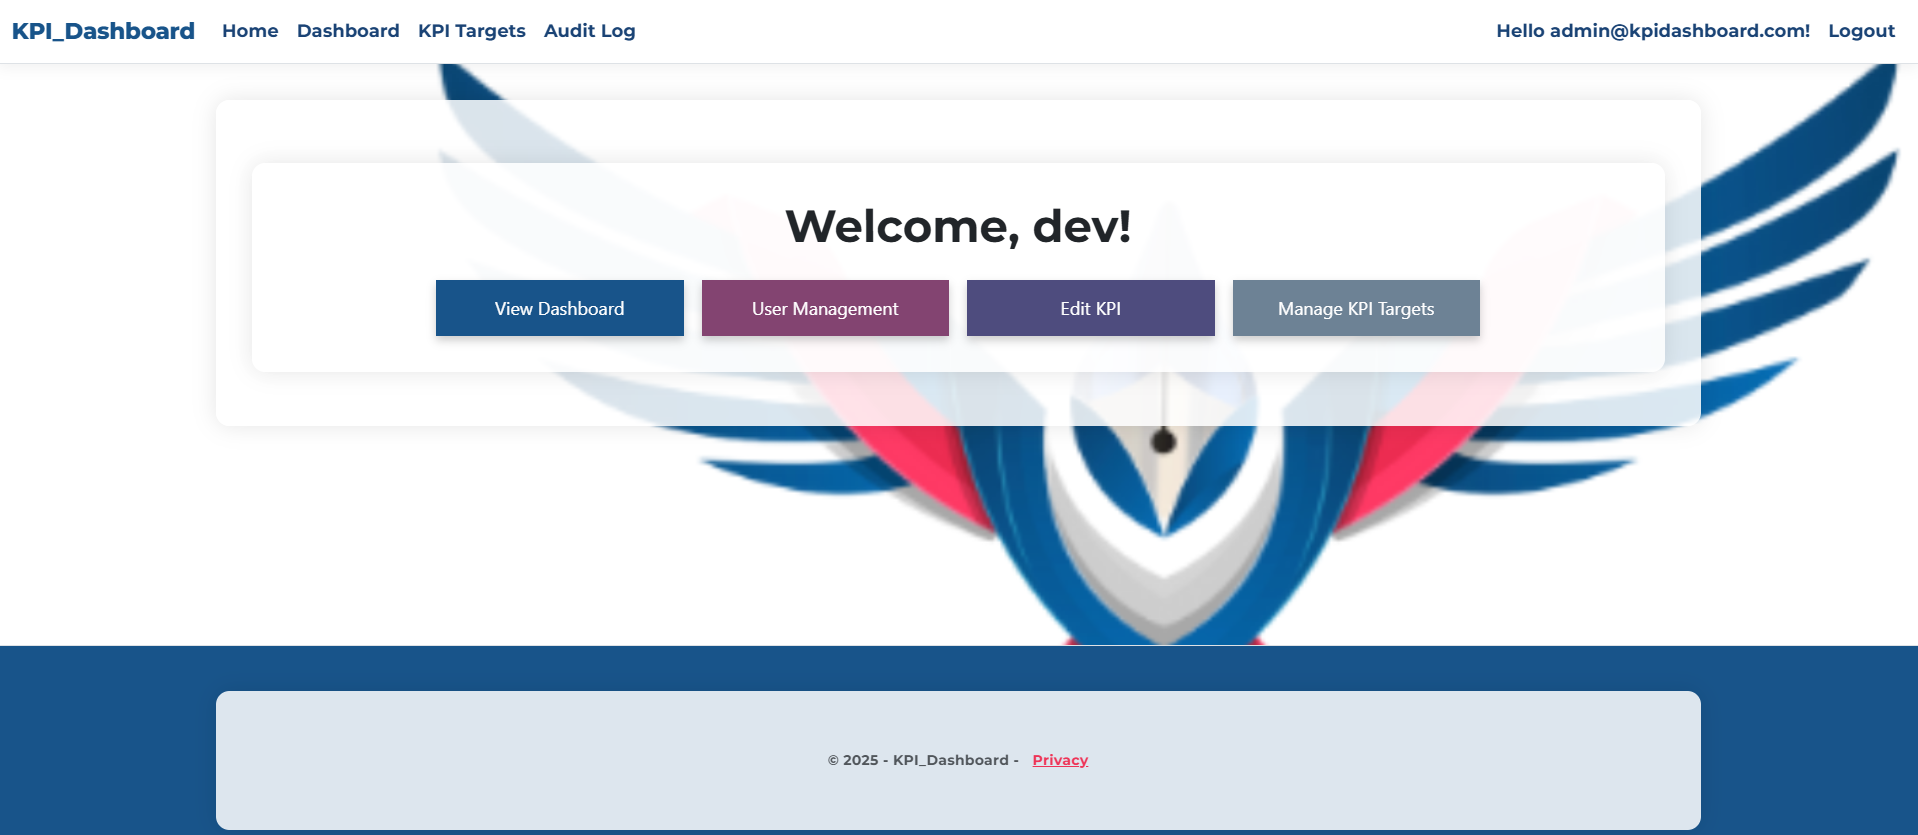 KPI_Dashboard Home Dashboard KPI Targets Audit Log Hello admin@kpidashboard.com! Logout
Welcome, dev!
View Dashboard User Management Edit KPI Manage KPI Targets
© 2025 - KPI_Dashboard - Privacy